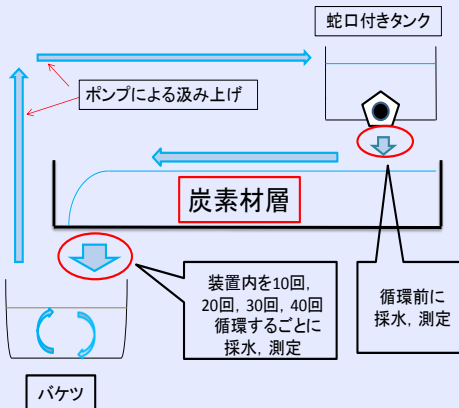 蛇口付きタンク
ポンプによる汲み上げ
炭素材層
装置内を10回,
20回, 30回, 40回
循環するごとに
採水, 測定
循環前に
採水, 測定
バケツ